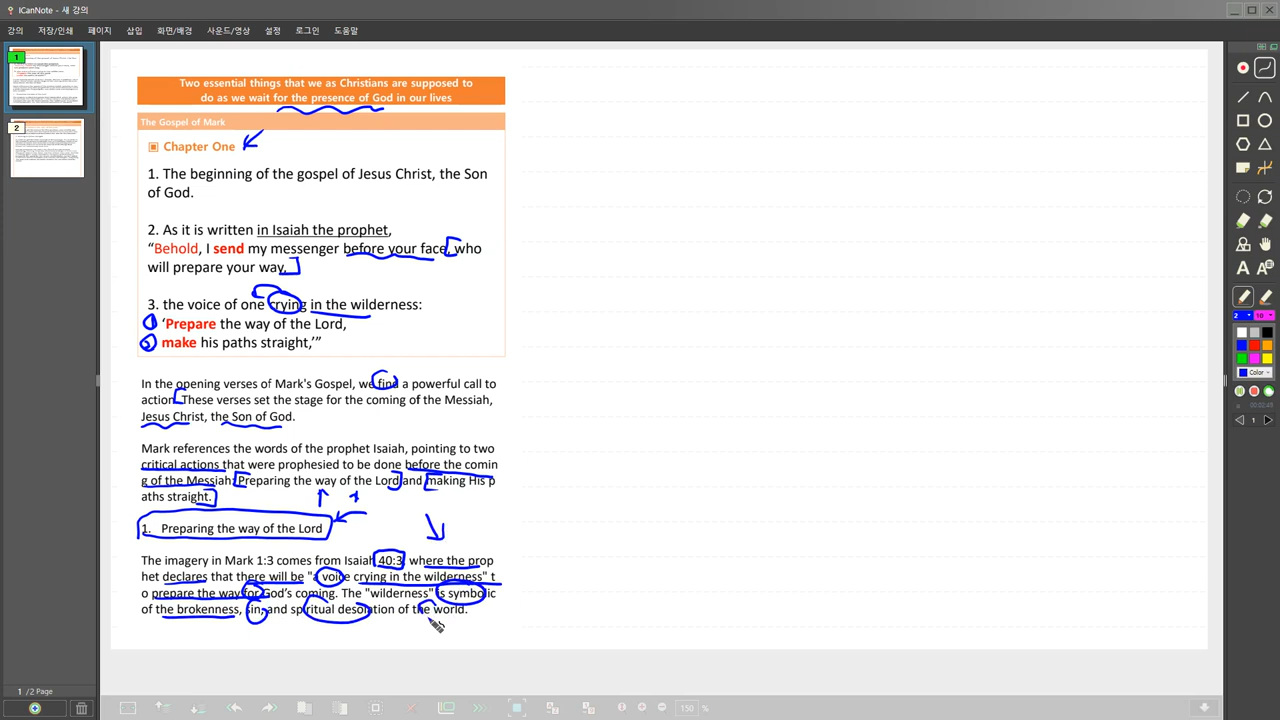 ICanNote - 새 강의
강의 저장/인쇄 페이지 삽입 화면/배경 사운드/영상 설정 로그인 도움말
1
2
Two essential things that we as Christians are supposed to
do as we wait for the presence of God in our lives
The Gospel of Mark
Chapter One
1. The beginning of the gospel of Jesus Christ, the Son
of God.
2. As it is written in Isaiah the prophet,
“Behold, I send my messenger before your face, who
will prepare your way,
3. the voice of one crying in the wilderness:
‘Prepare the way of the Lord,
make his paths straight,’”
In the opening verses of Mark's Gospel, we find a powerful call to
action. These verses set the stage for the coming of the Messiah,
Jesus Christ, the Son of God.
Mark references the words of the prophet Isaiah, pointing to two
critical actions that were prophesied to be done before the comin
g of the Messiah: Preparing the way of the Lord and making His p
aths straight.
1. Preparing the way of the Lord
The imagery in Mark 1:3 comes from Isaiah 40:3, where the prop
het declares that there will be "a voice crying in the wilderness" t
o prepare the way for God’s coming. The "wilderness" is symbolic
of the brokenness, sin, and spiritual desolation of the world.
2 10
Color
00:02:45
1
1 /2 Page
150 %